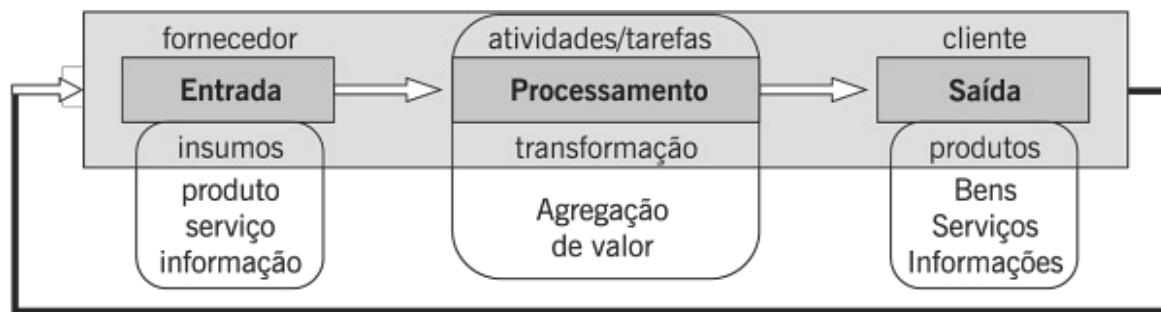 fornecedor
atividades/tarefas
cliente
Entrada
Processamento
Saída
insumos
transformação
produtos
produto
serviço
informação
Agregação
de valor
Bens
Serviços
Informações